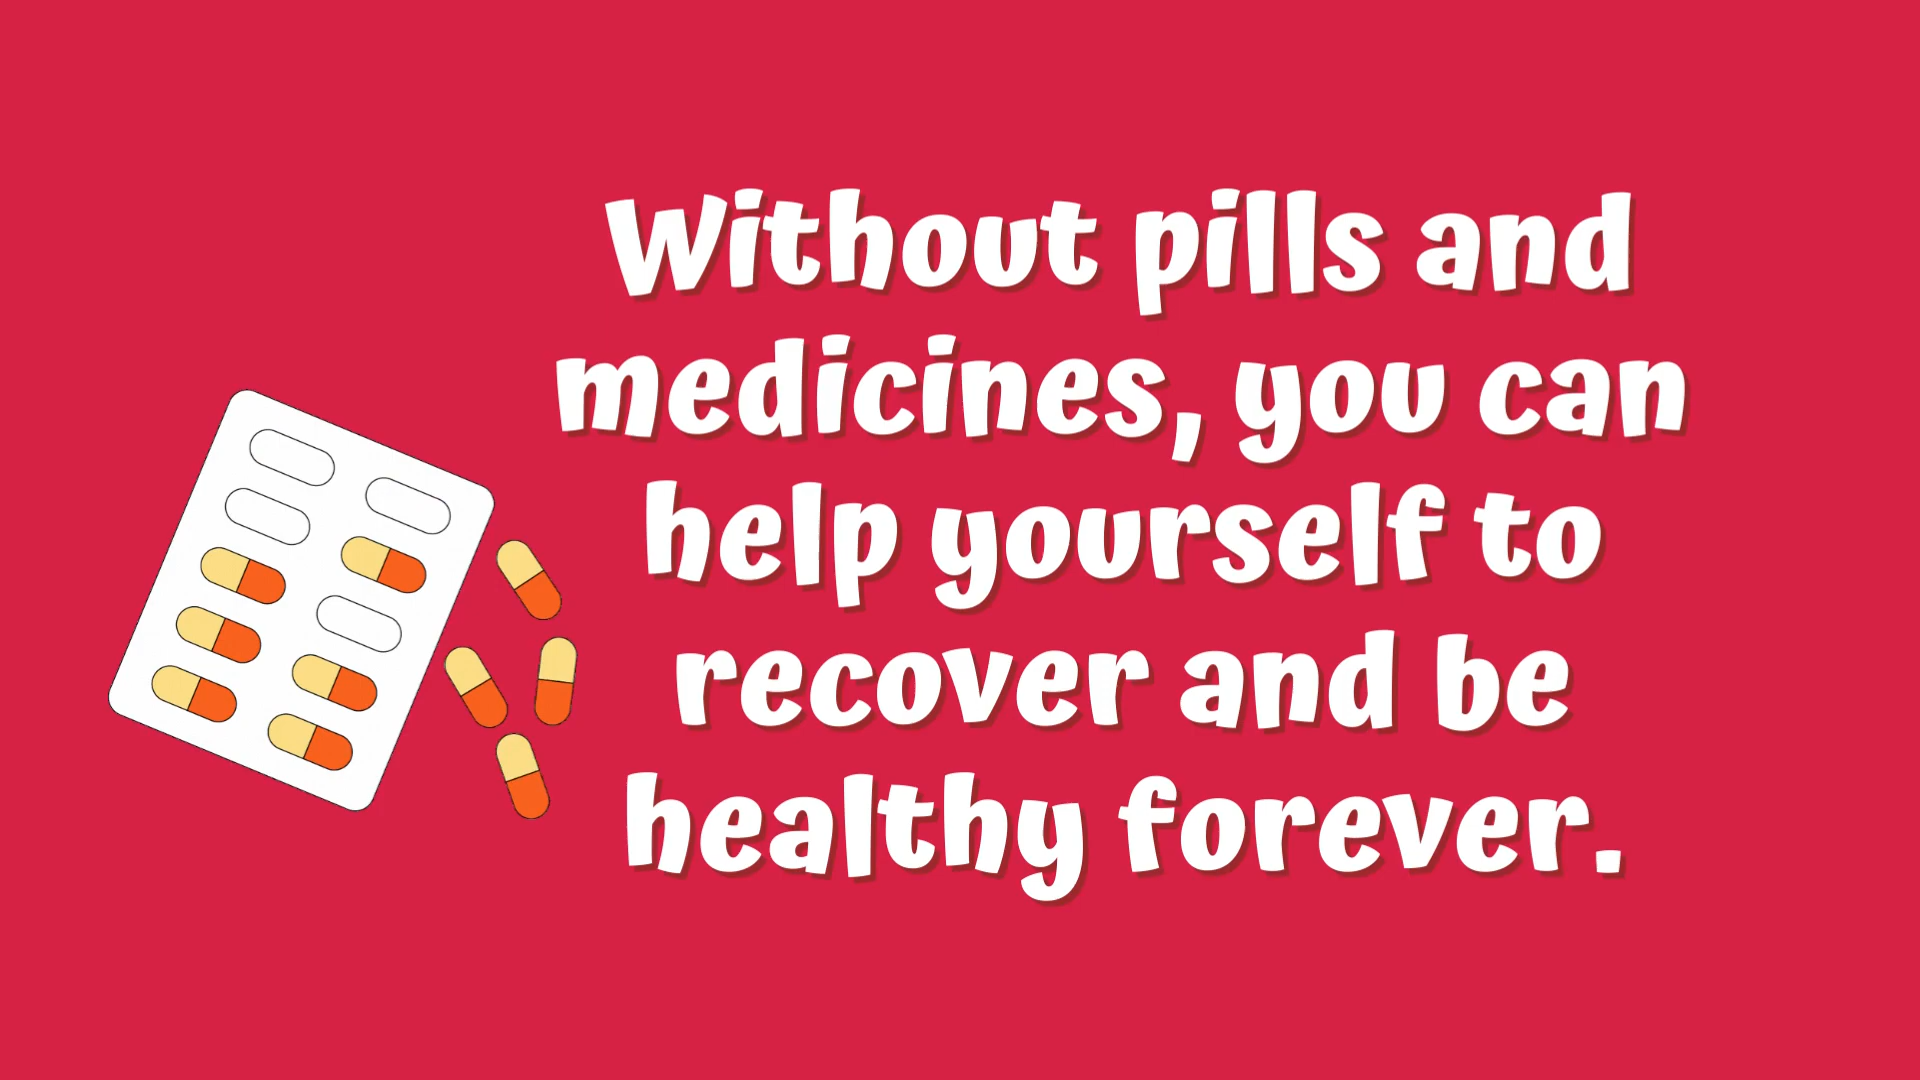 Without pills and
medicines, you can
help yourself to
recover and be
healthy forever.